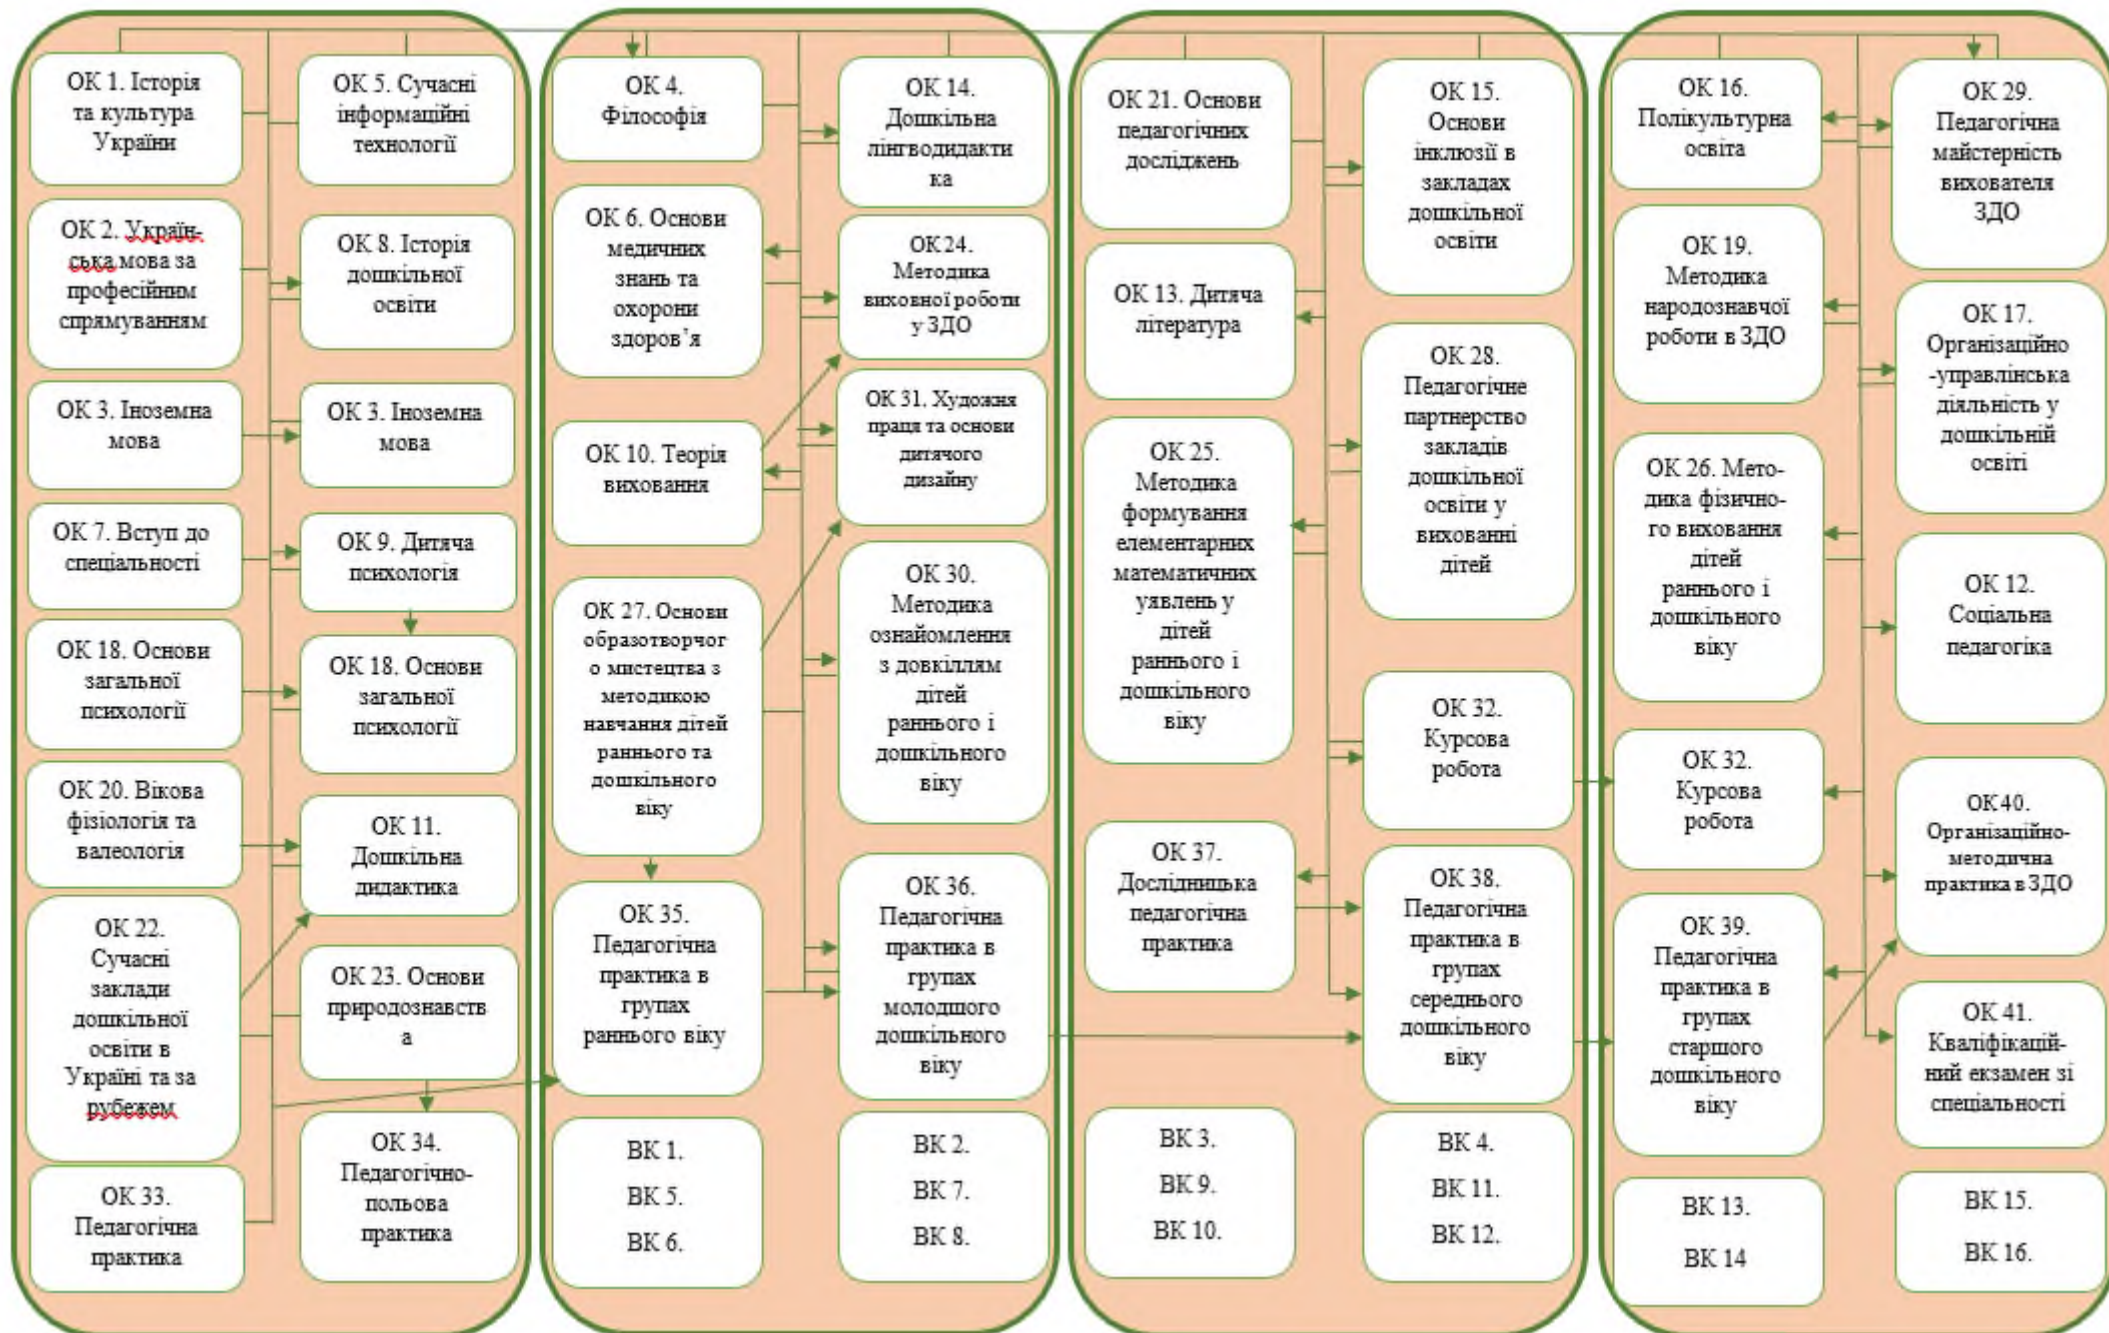 ОК 1. Історія
та культура
України
ОК 2. Україн-
ська мова за
професійним
спрямуванням
ОК 3. Іноземна
мова
ОК 7. Вступ до
спеціальності
ОК 18. Основи
загальної
психології
ОК 20. Вікова
фізіологія та
валеологія
ОК 22.
Сучасні
заклади
дошкільної
освіти в
Україні та за
рубежем
ОК 33.
Педагогічна
практика
ОК 5. Сучасні
інформаційні
технології
ОК 8. Історія
дошкільної
освіти
ОК 3. Іноземна
мова
ОК 9. Дитяча
психологія
ОК 18. Основи
загальної
психології
ОК 11.
Дошкільна
дидактика
ОК 23. Основи
природознавств
а
ОК 34.
Педагогічно-
польова
практика
ОК 4.
Філософія
ОК 6. Основи
медичних
знань та
охорони
здоров’я
ОК 10. Теорія
виховання
ОК 27. Основи
образотворчог
о мистецтва з
методикою
навчання дітей
раннього та
дошкільного
віку
ОК 35.
Педагогічна
практика в
групах
раннього віку
ВК 1.
ВК 5.
ВК 6.
ОК 14.
Дошкільна
лінгводидакти
ка
ОК 24.
Методика
виховної роботи
у ЗДО
ОК 31. Художня
праця та основи
дитячого
дизайну
ОК 30.
Методика
ознайомлення
з довкіллям
дітей
раннього і
дошкільного
віку
ОК 36.
Педагогічна
практика в
групах
молодшого
дошкільного
віку
ВК 2.
ВК 7.
ВК 8.
ОК 21. Основи
педагогічних
досліджень
ОК 13. Дитяча
література
ОК 25.
Методика
формування
елементарних
математичних
уявлень у
дітей
раннього і
дошкільного
віку
ОК 37.
Дослідницька
педагогічна
практика
ВК 3.
ВК 9.
ВК 10.
ОК 15.
Основи
інклюзії в
закладах
дошкільної
освіти
ОК 28.
Педагогічне
партнерство
закладів
дошкільної
освіти у
вихованні
дітей
ОК 32.
Курсова
робота
ОК 38.
Педагогічна
практика в
групах
середнього
дошкільного
віку
ВК 4.
ВК 11.
ВК 12.
ОК 16.
Полікультурна
освіта
ОК 19.
Методика
народознавчої
роботи в ЗДО
ОК 26. Мето-
дика фізично-
го виховання
дітей
раннього і
дошкільного
віку
ОК 32.
Курсова
робота
ОК 39.
Педагогічна
практика в
групах
старшого
дошкільного
віку
ВК 13.
ВК 14
ОК 29.
Педагогічна
майстерність
вихователя
ЗДО
ОК 17.
Організаційно
-управлінська
діяльність у
дошкільній
освіті
ОК 12.
Соціальна
педагогіка
ОК 40.
Організаційно-
методична
практика в ЗДО
ОК 41.
Кваліфікацій-
ний екзамен зі
спеціальності
ВК 15.
ВК 16.